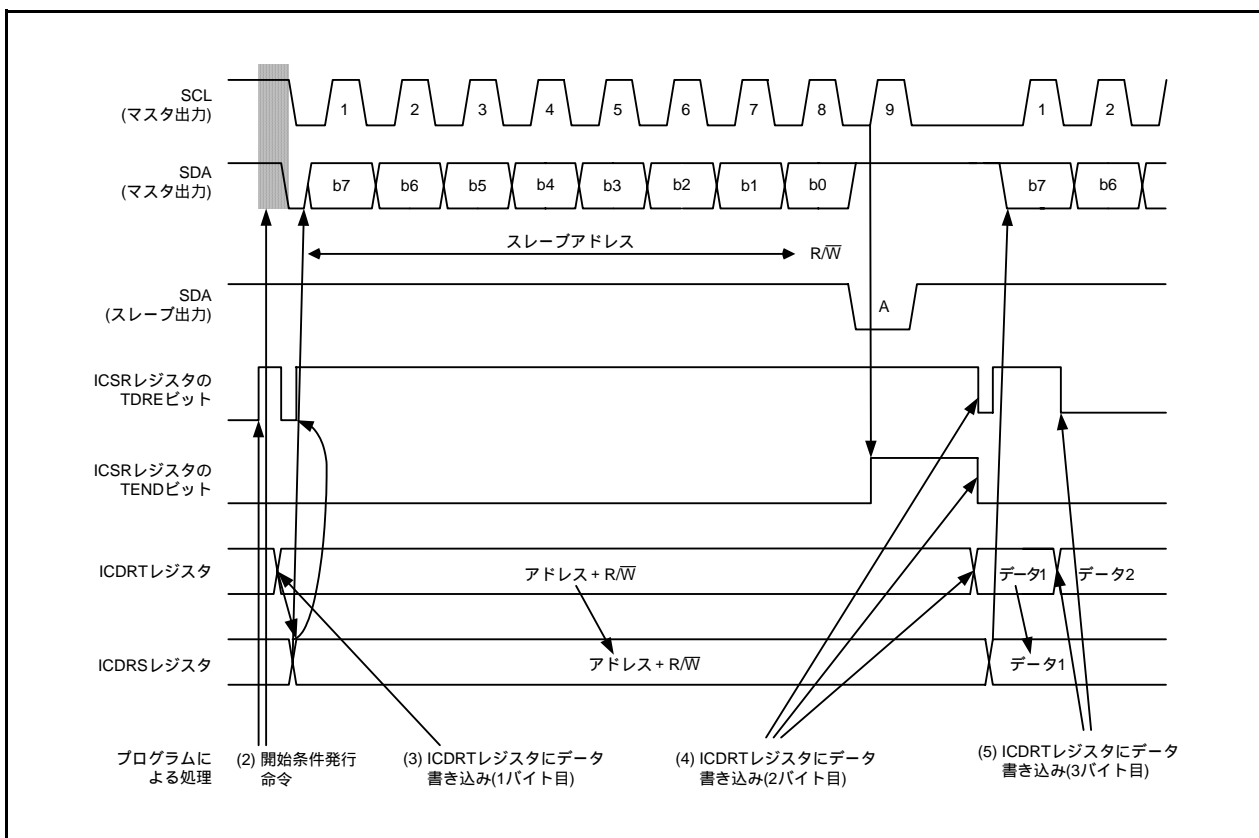 SCL
(マスタ出力)
1 2 3 4 5 6 7 8 9 1 2
SDA
(マスタ出力)
b7 b6 b5 b4 b3 b2 b1 b0 b7 b6
スレーブアドレス
R/W̅
SDA
(スレーブ出力)
A
ICSRレジスタの
TDREビット
ICSRレジスタの
TENDビット
ICDRTレジスタ
アドレス + R/W̅
データ1
データ2
ICDRSレジスタ
アドレス + R/W̅
データ1
プログラムに
よる処理
(2) 開始条件発行
命令
(3) ICDRTレジスタにデータ
書き込み(1バイト目)
(4) ICDRTレジスタにデータ
書き込み(2バイト目)
(5) ICDRTレジスタにデータ
書き込み(3バイト目)